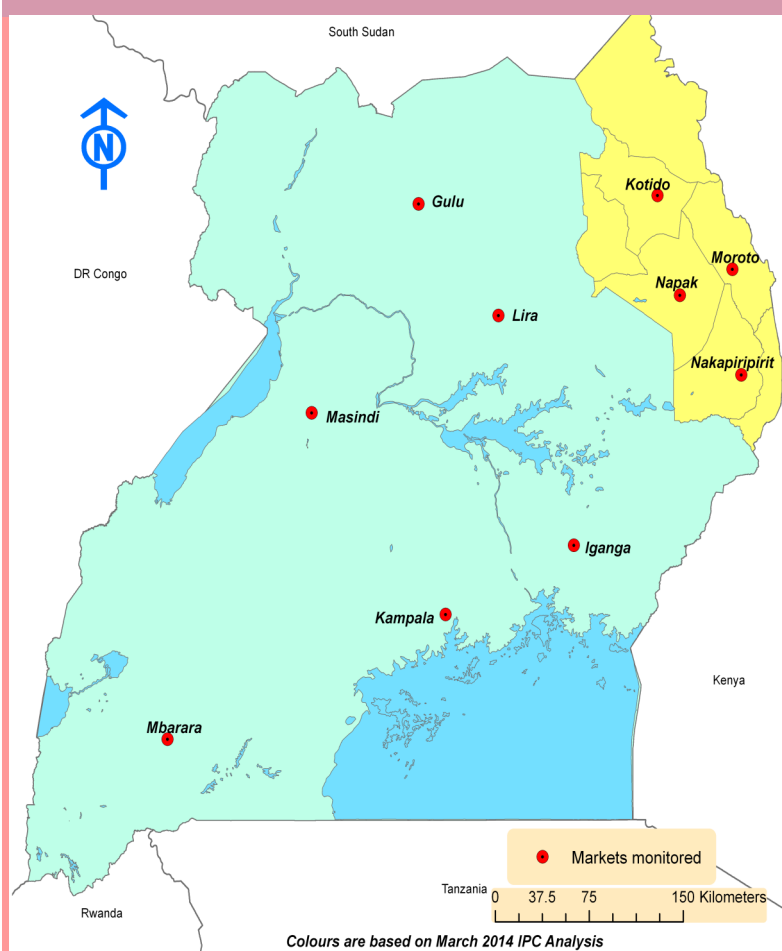 South Sudan
N
Kotido
Gulu
Moroto
DR Congo
Napak
Lira
Nakapiripirit
Masindi
Iganga
Kampala
Kenya
Mbarara
Markets monitored
Tanzania
0 37.5 75 150 Kilometers
Rwanda
Colours are based on March 2014 IPC Analysis